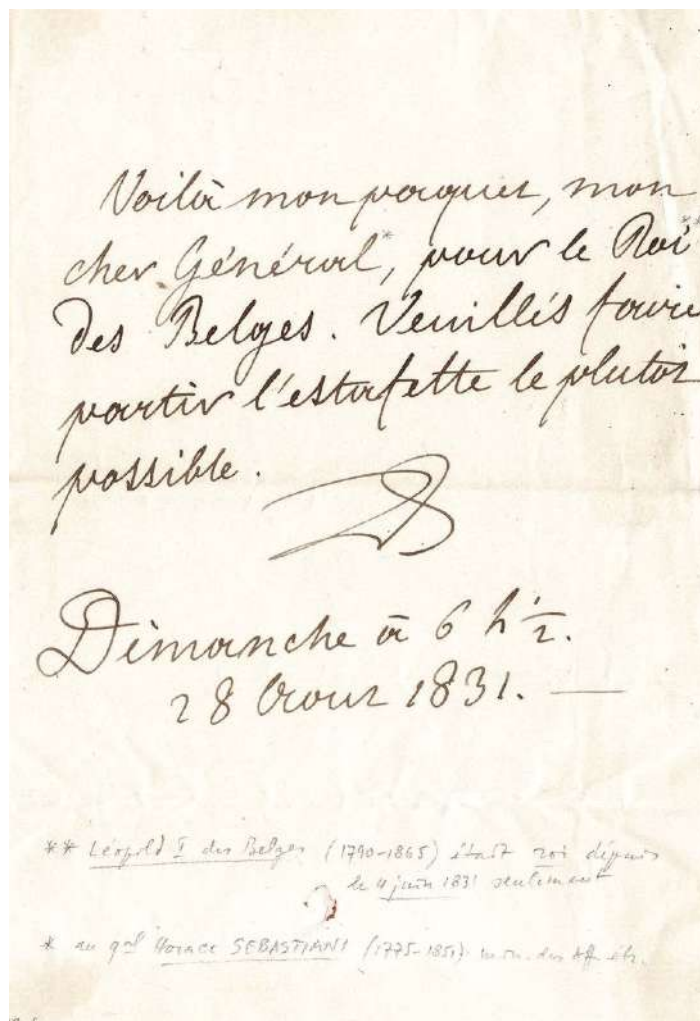 Voilà mon paquet, mon
cher Général*, pour le Roi**
des Belges. Veuillés faire
partir l'estafette le plutot
possible.
Dimanche à 6 h 1/2.
28 Aout 1831. —
** Léopold I des Belges (1790-1865) était roi depuis
le 4 juin 1831 seulement
* au gal Horace SEBASTIANI (1775-1851) min. des Aff. étr.